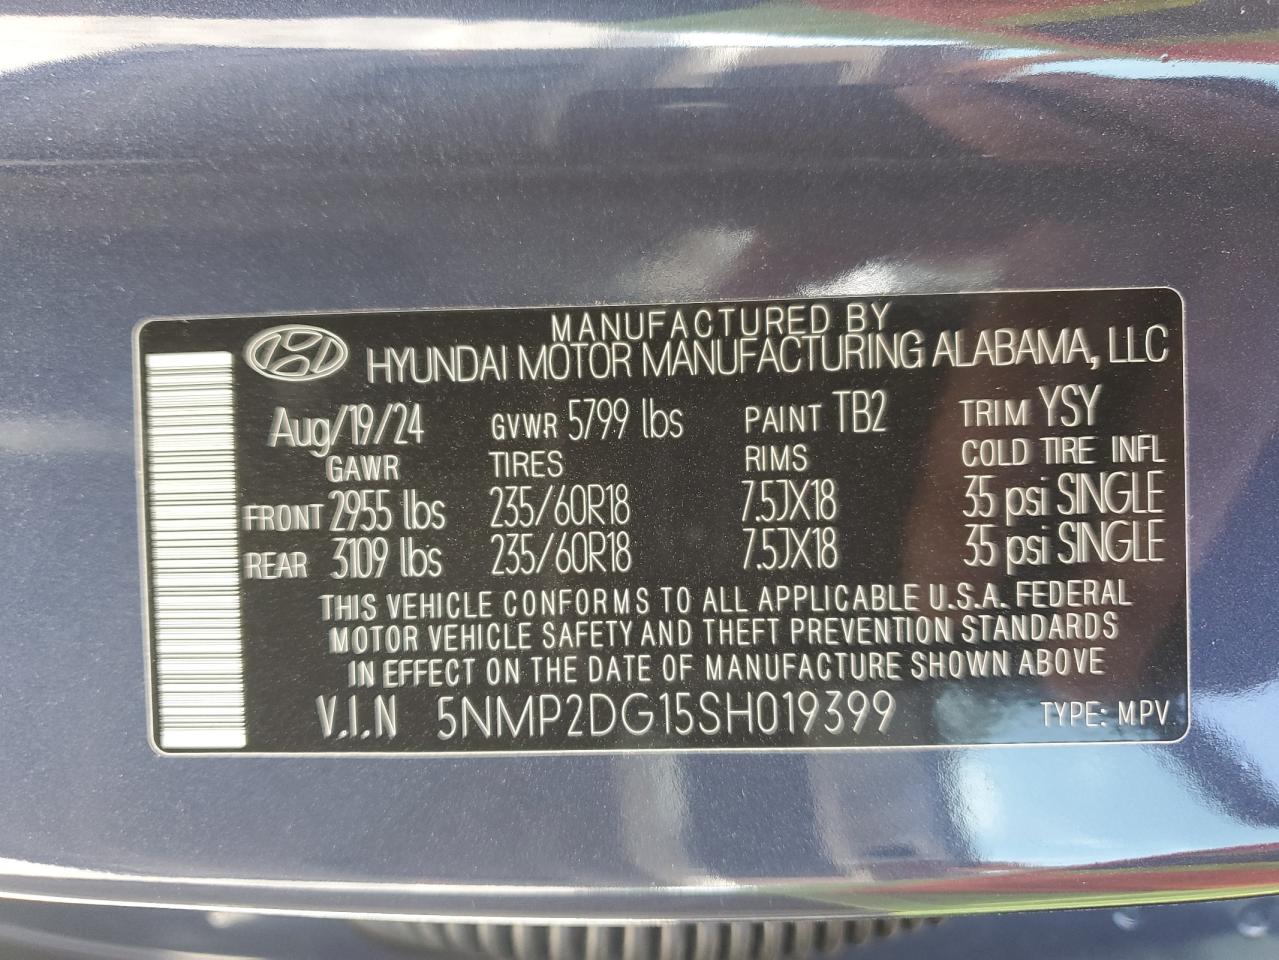 MANUFACTURED BY
HYUNDAI MOTOR MANUFACTURING ALABAMA, LLC
Aug/19/24 GVWR 5799 lbs PAINT TB2 TRIM YSY
GAWR TIRES RIMS COLD TIRE INFL
FRONT 2955 lbs 235/60R18 7.5JX18 35 psi SINGLE
REAR 3109 lbs 235/60R18 7.5JX18 35 psi SINGLE
THIS VEHICLE CONFORMS TO ALL APPLICABLE U.S.A. FEDERAL
MOTOR VEHICLE SAFETY AND THEFT PREVENTION STANDARDS
IN EFFECT ON THE DATE OF MANUFACTURE SHOWN ABOVE
V.I.N 5NMP2DG15SH019399 TYPE: MPV